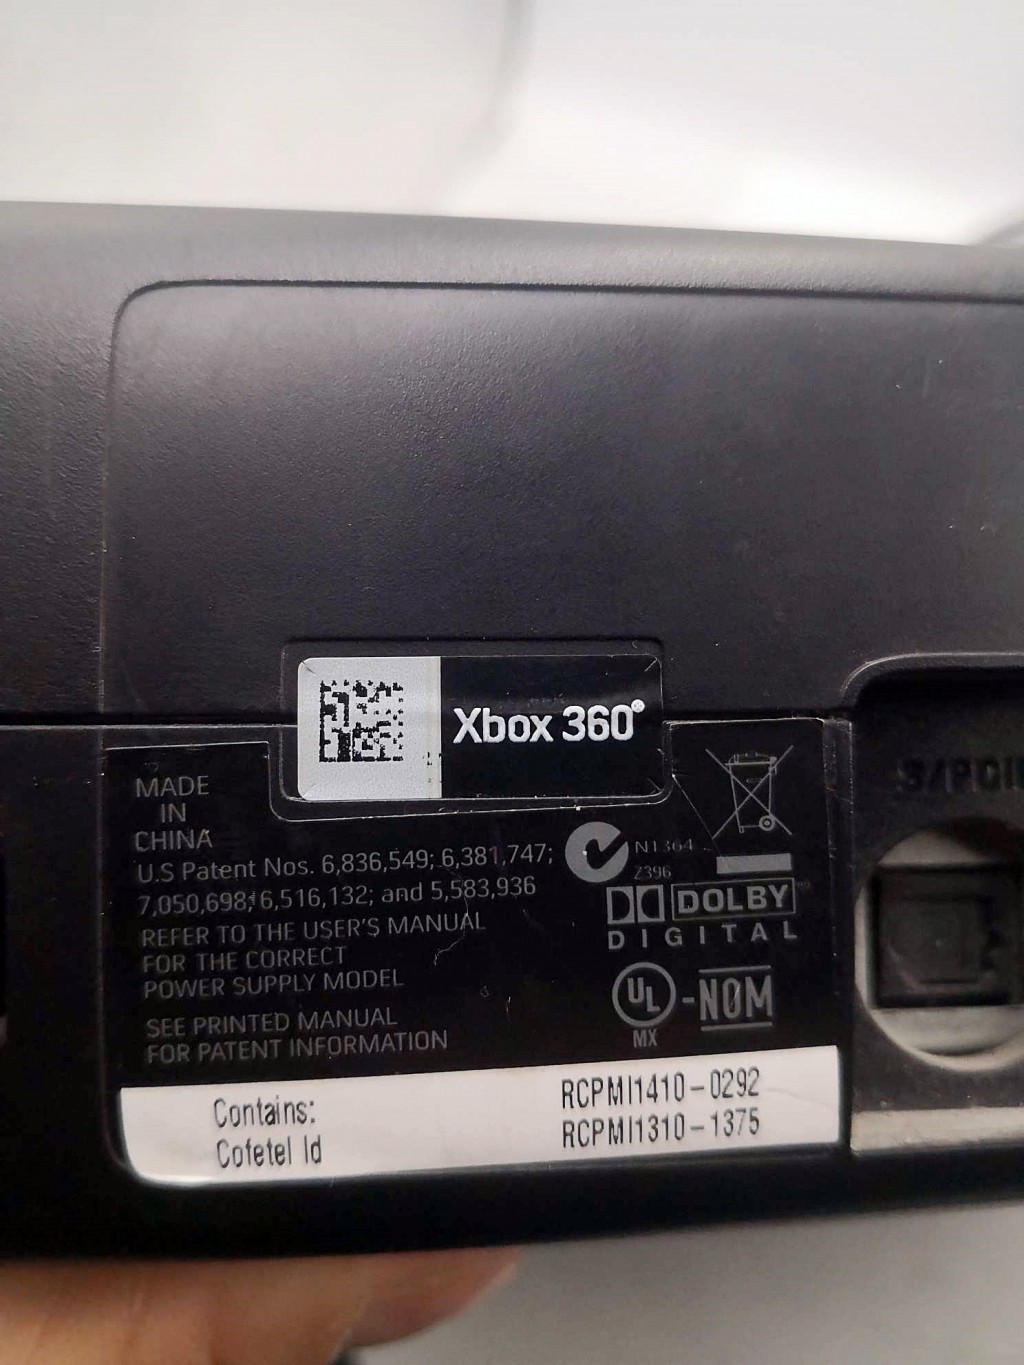 Xbox 360®
MADE
IN
CHINA
U.S Patent Nos. 6,836,549; 6,381,747;
7,050,698; 6,516,132; and 5,583,936
REFER TO THE USER'S MANUAL
FOR THE CORRECT
POWER SUPPLY MODEL
SEE PRINTED MANUAL
FOR PATENT INFORMATION
N1364
Z396
DOLBY
DIGITAL
UL
MX
-NOM
Contains: RCPMI1410-0292
Cofetel Id RCPMI1310-1375